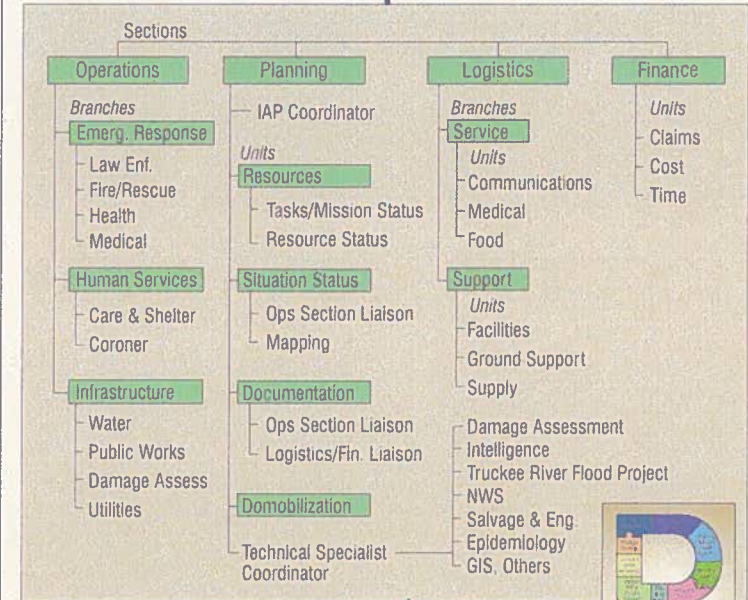 Sections
Operations
Branches
Emerg. Response
Law Enf.
Fire/Rescue
Health
Medical
Human Services
Care & Shelter
Coroner
Infrastructure
Water
Public Works
Damage Assess
Utilities
Planning
IAP Coordinator
Units
Resources
Tasks/Mission Status
Resource Status
Situation Status
Ops Section Liaison
Mapping
Documentation
Ops Section Liaison
Logistics/Fin. Liaison
Domobilization
Technical Specialist
Coordinator
Damage Assessment
Intelligence
Truckee River Flood Project
NWS
Salvage & Eng.
Epidemiology
GIS, Others
Logistics
Branches
Service
Units
Communications
Medical
Food
Support
Units
Facilities
Ground Support
Supply
Finance
Units
Claims
Cost
Time